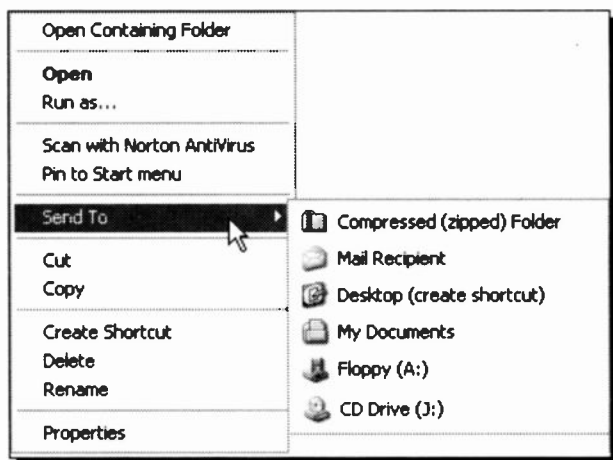 Open Containing Folder
Open
Run as...
Scan with Norton AntiVirus
Pin to Start menu
Send To
Cut
Copy
Create Shortcut
Delete
Rename
Properties
Compressed (zipped) Folder
Mail Recipient
Desktop (create shortcut)
My Documents
Floppy (A:)
CD Drive (J:)